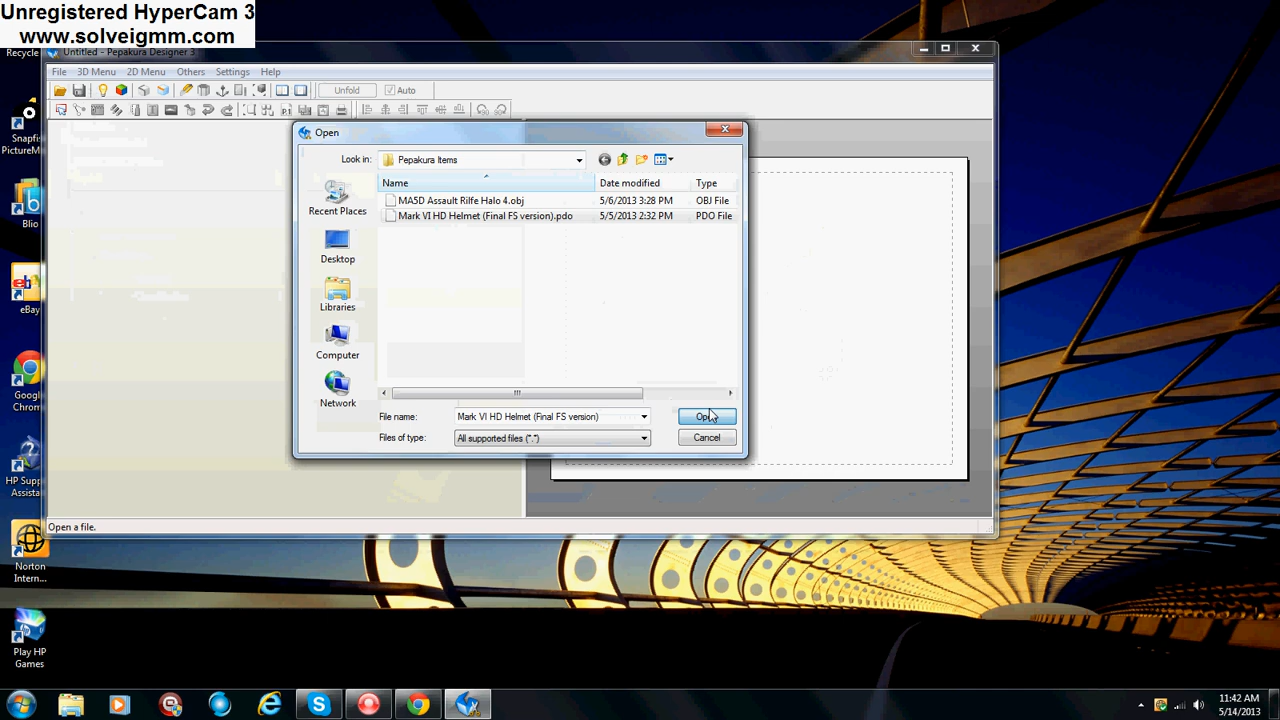 Unregistered HyperCam 3
www.solveigmm.com
Recycle
Untitled - Pepakura Designer 3
File 3D Menu 2D Menu Others Settings Help
Unfold Auto
Open
Look in: Pepakura Items
Name Date modified Type
MA5D Assault Rilfe Halo 4.obj 5/6/2013 3:28 PM OBJ File
Mark VI HD Helmet (Final FS version).pdo 5/5/2013 2:32 PM PDO File
Recent Places
Desktop
Libraries
Computer
Network
File name: Mark VI HD Helmet (Final FS version)
Files of type: All supported files (*.*)
Open
Cancel
Open a file.
Snapfis
PictureM
Blio
eBay
Google
Chrom
HP Supp
Assista
Norton
Intern...
Play HP
Games
11:42 AM
5/14/2013